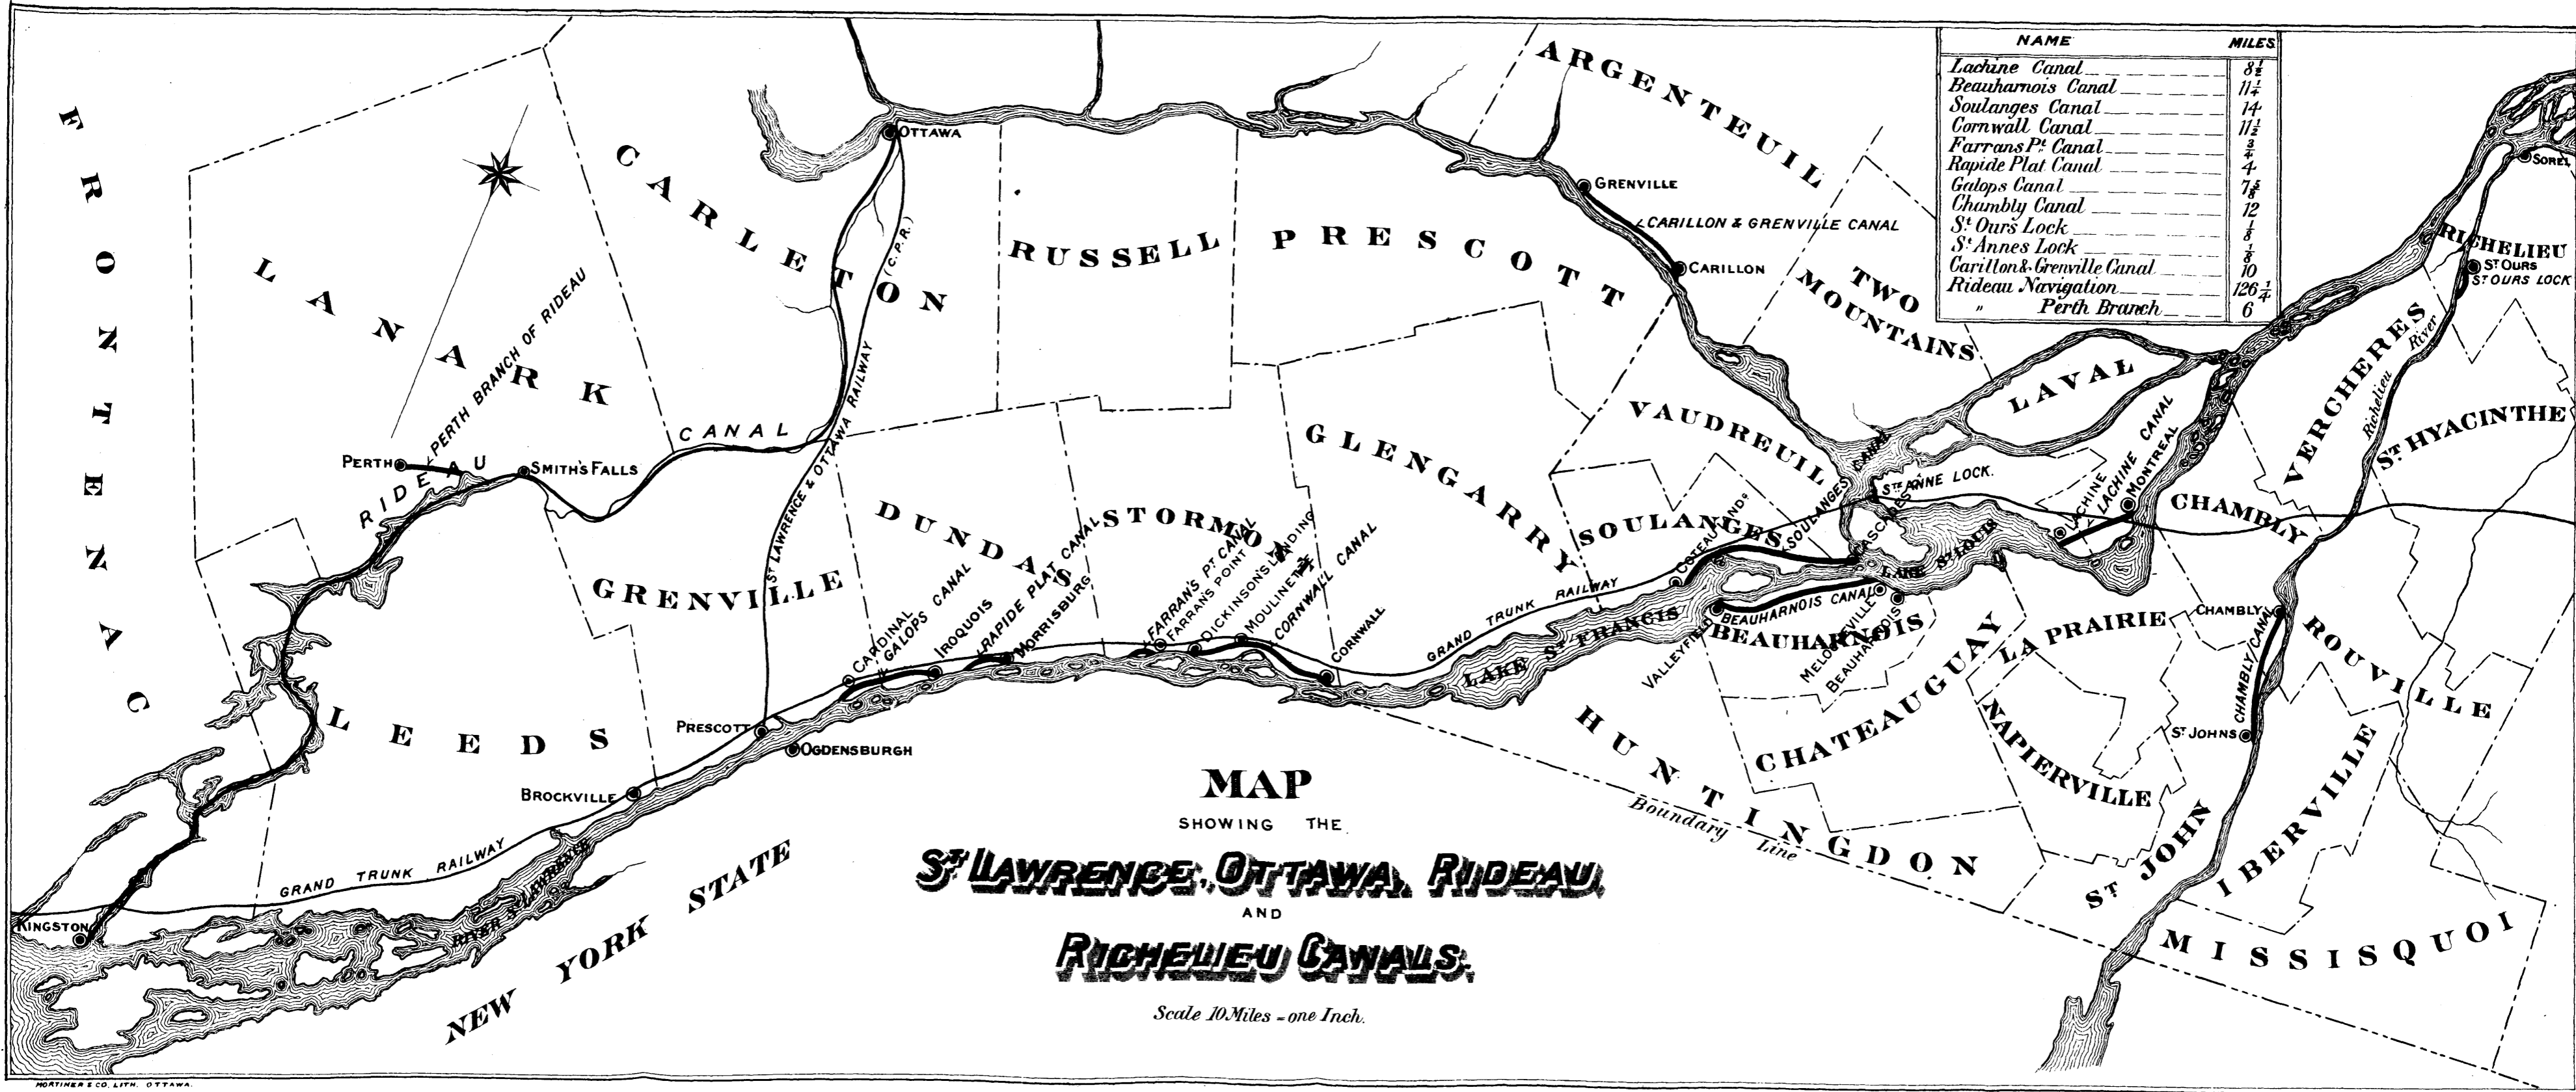 NAME MILES
Lachine Canal 8½
Beauharnois Canal 11¼
Soulanges Canal 14
Cornwall Canal 11½
Farrans Pt Canal ¾
Rapide Plat Canal 4
Galops Canal 7⅝
Chambly Canal 12
St Ours Lock ⅛
St Annes Lock ⅛
Carillon & Grenville Canal 10
Rideau Navigation 126¼
" Perth Branch 6
FRONTENAC
LANARK
CARLETON
RUSSELL
PRESCOTT
ARGENTEUIL
TWO MOUNTAINS
LAVAL
VERCHERES
RICHELIEU
ST HYACINTHE
VAUDREUIL
GLENGARRY
SOULANGES
STORMONT
DUNDAS
GRENVILLE
LEEDS
CHAMBLY
BEAUHARNOIS
LA PRAIRIE
CHATEAUGUAY
HUNTINGDON
NAPIERVILLE
ROUVILLE
ST JOHN
IBERVILLE
MISSISQUOI
OTTAWA
GRENVILLE
CARILLON & GRENVILLE CANAL
CARILLON
SOREL
ST OURS
ST OURS LOCK
Richelieu River
PERTH
PERTH BRANCH OF RIDEAU
SMITH'S FALLS
RIDEAU CANAL
(C.P.R.)
ST LAWRENCE & OTTAWA RAILWAY
CARDINAL
GALOPS CANAL
IROQUOIS
RAPIDE PLAT CANAL
MORRISBURG
FARRAN'S PT CANAL
FARRAN'S POINT
DICKINSON'S LANDING
MOULINETTE
CORNWALL CANAL
CORNWALL
GRAND TRUNK RAILWAY
LAKE ST FRANCIS
COTEAU LANDG
SOULANGES CANAL
CASCADES
STE ANNE LOCK.
LAKE ST LOUIS
LACHINE
LACHINE CANAL
MONTREAL
VALLEYFIELD
BEAUHARNOIS CANAL
MELOCHEVILLE
BEAUHARNOIS
CHAMBLY
CHAMBLY CANAL
ST JOHNS
PRESCOTT
OGDENSBURGH
BROCKVILLE
GRAND TRUNK RAILWAY
KINGSTON
RIVER ST LAWRENCE
NEW YORK STATE
Boundary Line
MAP
SHOWING THE
ST LAWRENCE, OTTAWA, RIDEAU,
AND
RICHELIEU CANALS.
Scale 10 Miles = one Inch.
MORTIMER & CO. LITH. OTTAWA.